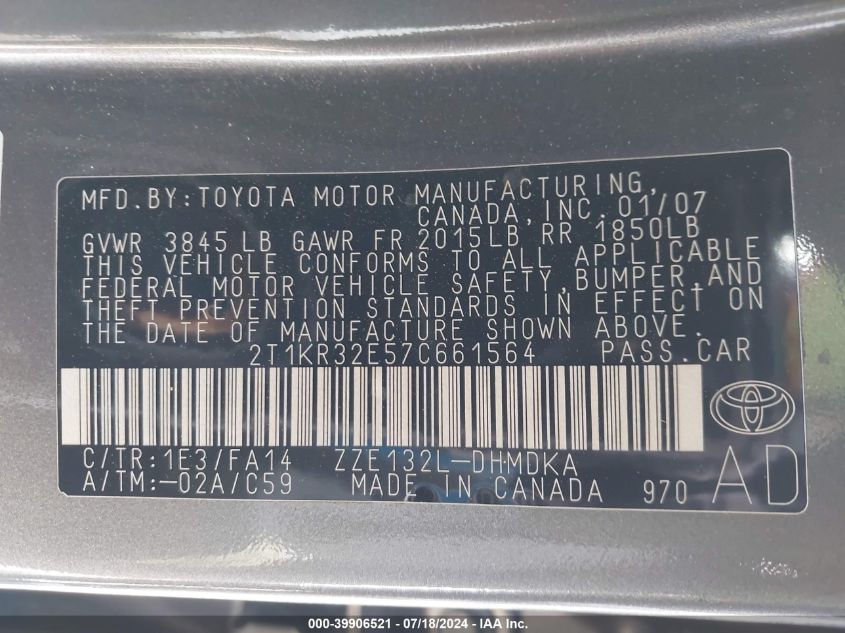 MFD.BY:TOYOTA MOTOR MANUFACTURING,
CANADA, INC. 01/07
GVWR 3845 LB GAWR FR 2015LB RR 1850LB
THIS VEHICLE CONFORMS TO ALL APPLICABLE
FEDERAL MOTOR VEHICLE SAFETY,BUMPER,AND
THEFT PREVENTION STANDARDS IN EFFECT ON
THE DATE OF MANUFACTURE SHOWN ABOVE.
2T1KR32E57C661564 PASS.CAR
C/TR:1E3/FA14 ZZE132L-DHMDKA
A/TM:-02A/C59 MADE IN CANADA 970 AD
000-39906521 - 07/18/2024 - IAA Inc.